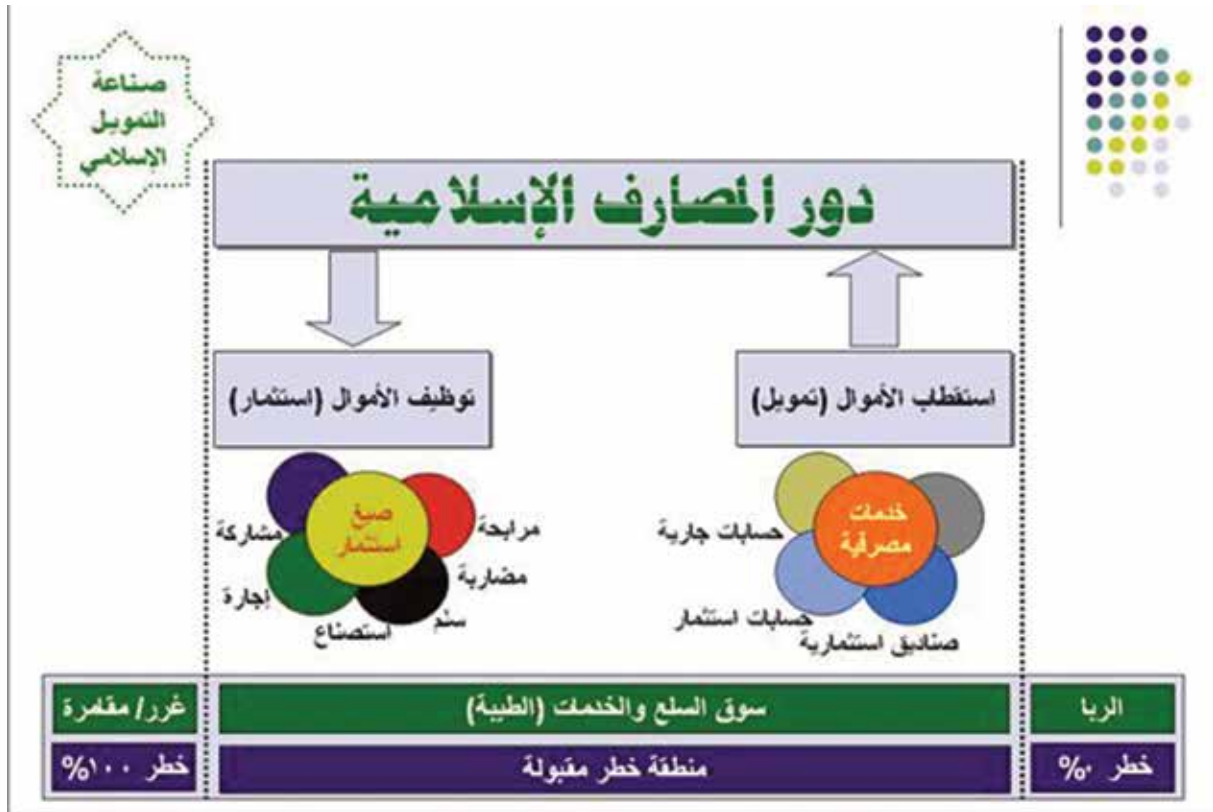 صناعة
التمويل
الإسلامي
دور المصارف الإسلامية
استقطاب الأموال (تمويل)
توظيف الأموال (استثمار)
خدمات
مصرفية
حسابات جارية
حسابات استثمار
صناديق استثمارية
صيغ
استثمار
مرابحة
مضاربة
سلم
استصناع
إجارة
مشاركة
الربا
سوق السلع والخدمات (الطيبة)
غرر/ مقامرة
خطر ٠%
منطقة خطر مقبولة
خطر ١٠٠%